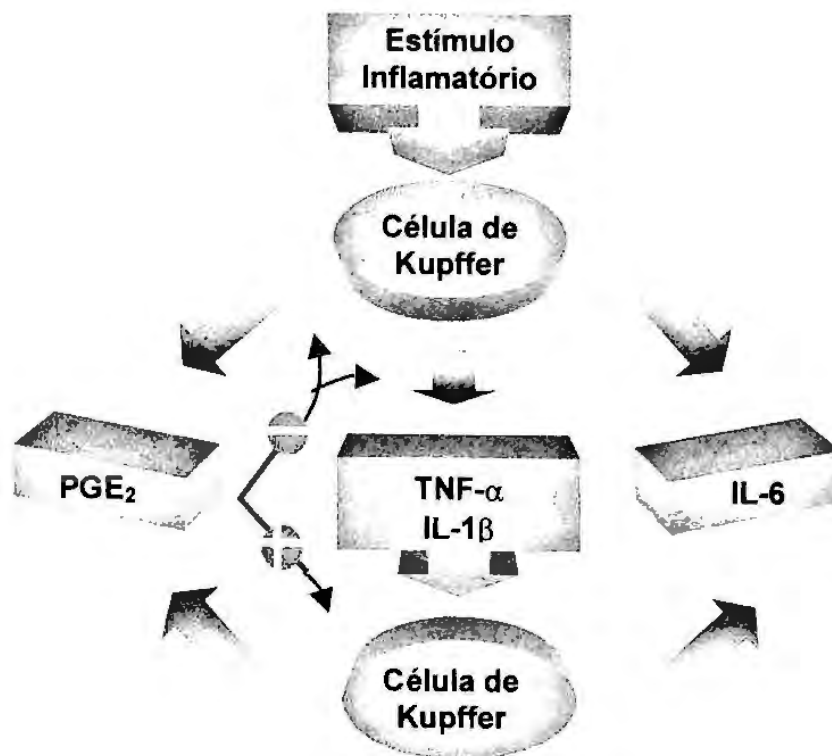 Estímulo
Inflamatório
Célula de
Kupffer
PGE₂
TNF-α
IL-1β
IL-6
Célula de
Kupffer